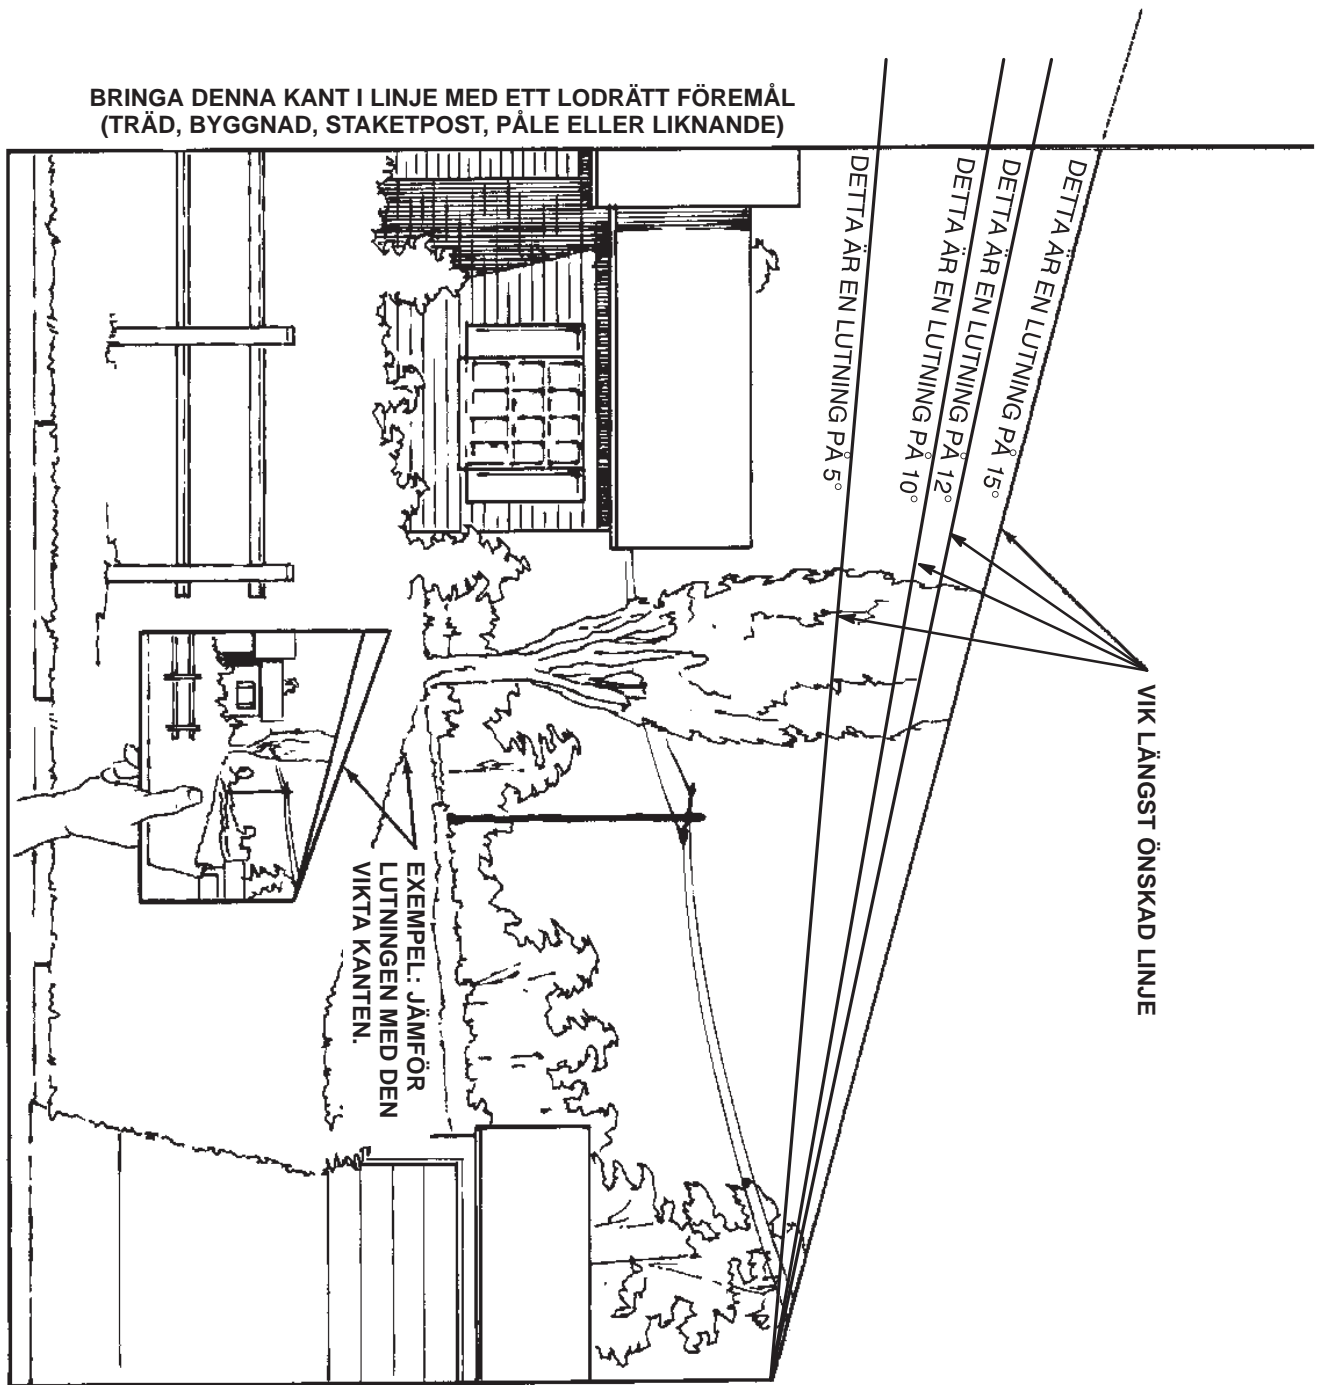 BRINGA DENNA KANT I LINJE MED ETT LODRÄTT FÖREMÅL
(TRÄD, BYGGNAD, STAKETPOST, PÅLE ELLER LIKNANDE)
DETTA ÄR EN LUTNING PÅ 15°
DETTA ÄR EN LUTNING PÅ 12°
DETTA ÄR EN LUTNING PÅ 10°
DETTA ÄR EN LUTNING PÅ 5°
VIK LÄNGST ÖNSKAD LINJE
EXEMPEL: JÄMFÖR
LUTNINGEN MED DEN
VIKTA KANTEN.